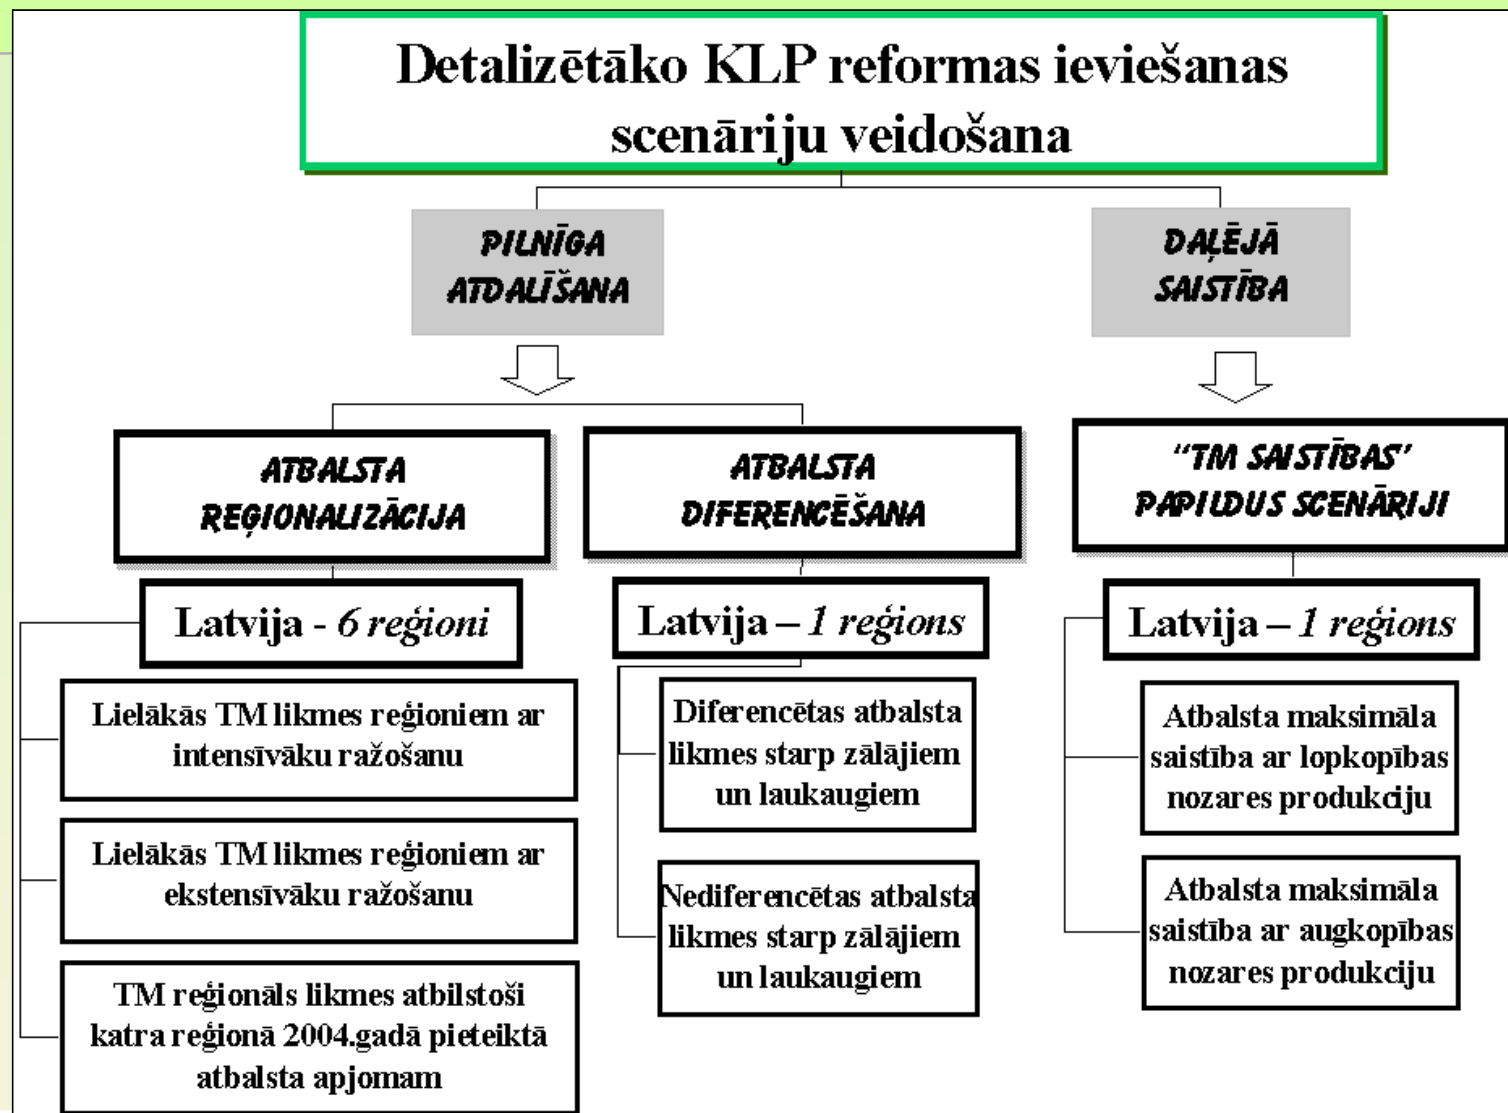 Detalizētāko KLP reformas ieviešanas
scenāriju veidošana
PILNĪGA
ATDALĪŠANA
DAĻĒJĀ
SAISTĪBA
ATBALSTA
REĢIONALIZĀCIJA
ATBALSTA
DIFERENCĒŠANA
“TM SAISTĪBAS”
PAPILDUS SCENĀRIJI
Latvija - 6 reģioni
Lielākās TM likmes reģioniem ar
intensīvāku ražošanu
Lielākās TM likmes reģioniem ar
ekstensīvāku ražošanu
TM reģionāls likmes atbilstoši
katra reģionā 2004.gadā pieteiktā
atbalsta apjomam
Latvija – 1 reģions
Diferencētas atbalsta
likmes starp zālājiem
un laukaugiem
Nediferencētas atbalsta
likmes starp zālājiem
un laukaugiem
Latvija – 1 reģions
Atbalsta maksimāla
saistība ar lopkopības
nozares produkciju
Atbalsta maksimāla
saistība ar augkopības
nozares produkciju